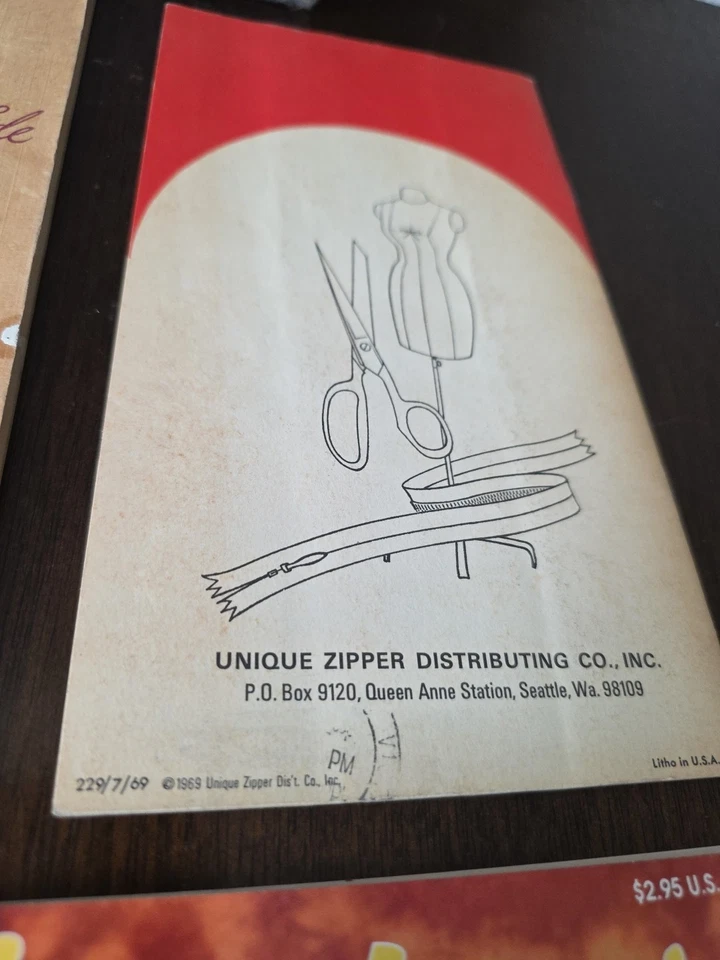 UNIQUE ZIPPER DISTRIBUTING CO., INC.
P.O. Box 9120, Queen Anne Station, Seattle, Wa. 98109
PM
Litho in U.S.A.
229/7/69 ©1969 Unique Zipper Dis't. Co., Inc.
$2.95 U.S.